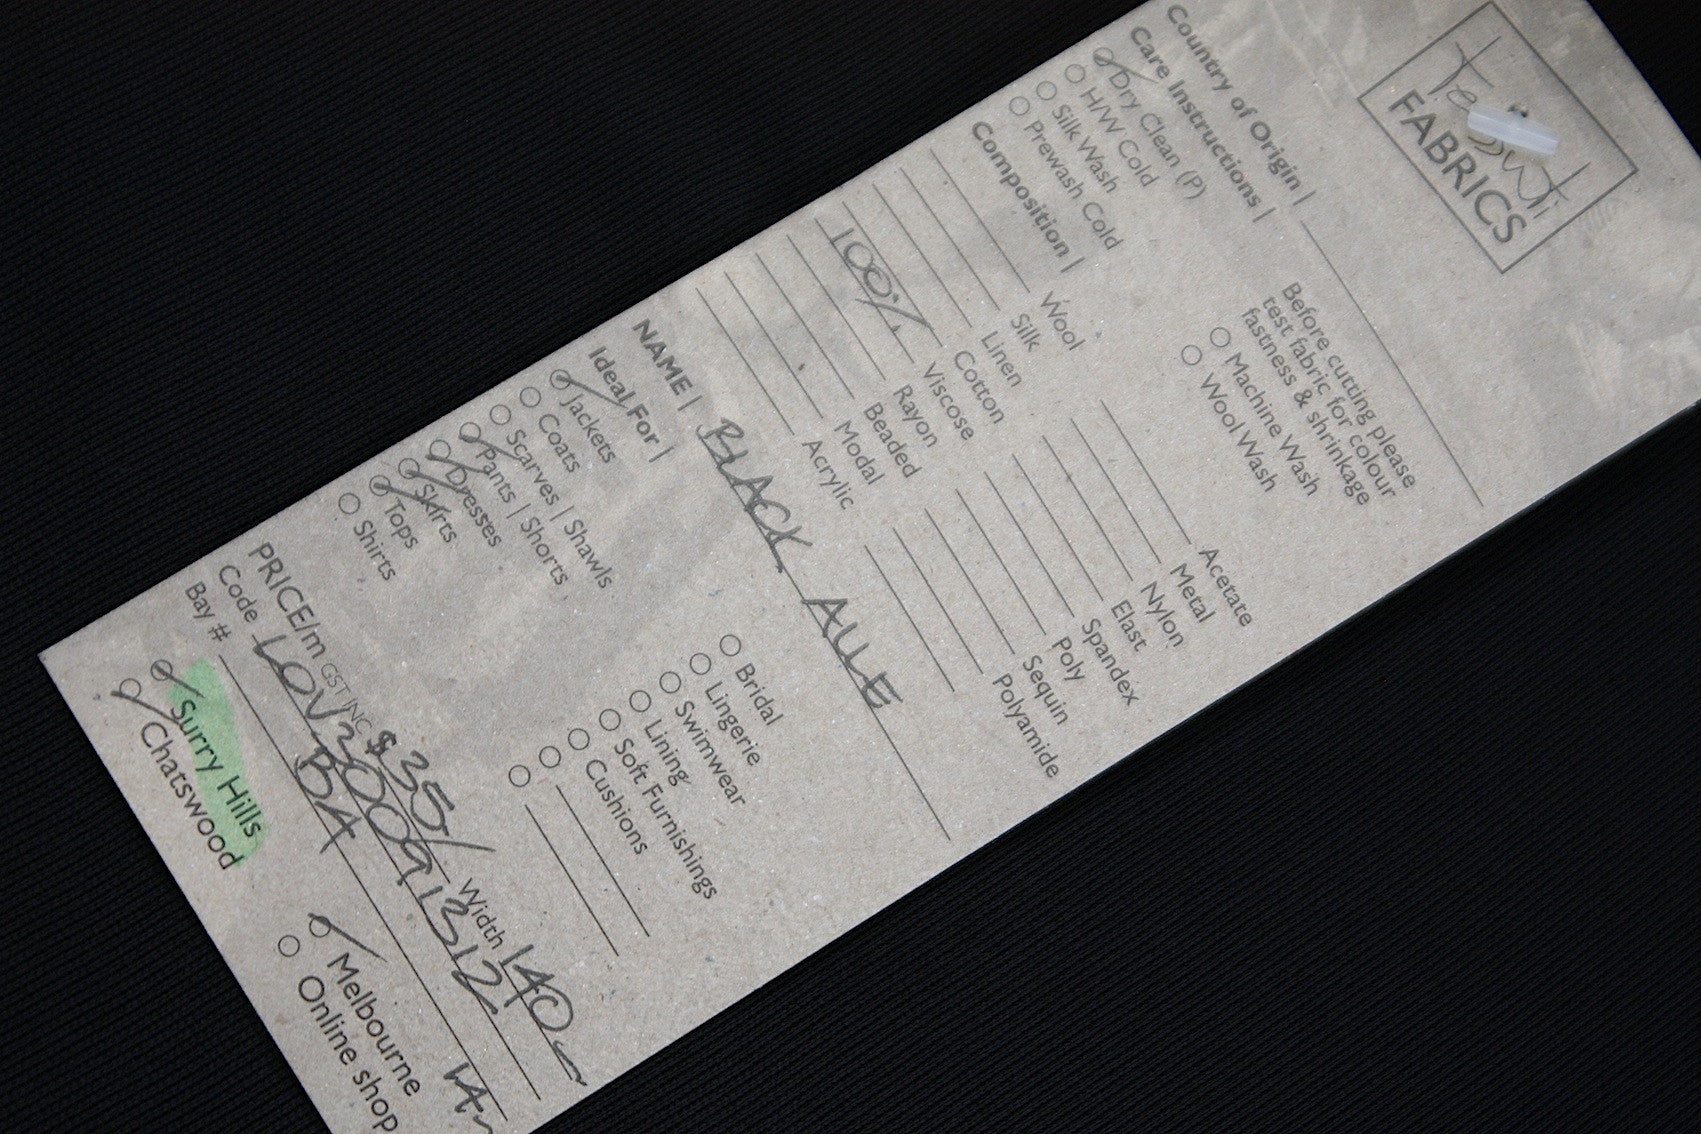 Tessuti
FABRICS
Country of Origin |
Care Instructions |
Dry Clean (P)
H/W Cold
Silk Wash
Prewash Cold
Before cutting please
test fabric for colour
fastness & shrinkage
Machine Wash
Wool Wash
Composition |
Wool
Silk
Linen
Cotton
100% Viscose
Rayon
Beaded
Modal
Acrylic
Acetate
Metal
Nylon
Elast
Spandex
Poly
Sequin
Polyamide
NAME | BLACK
Ideal For |
Jackets
Coats
Scarves | Shawls
Pants | Shorts
Dresses
Skirts
Tops
Shirts
Bridal
Lingerie
Swimwear
Lining
Soft Furnishings
Cushions
PRICE/m GST INC $35/ Width 140
Code LOV30091312
Bay # B4
Surry Hills
Chatswood
Melbourne
Online shop